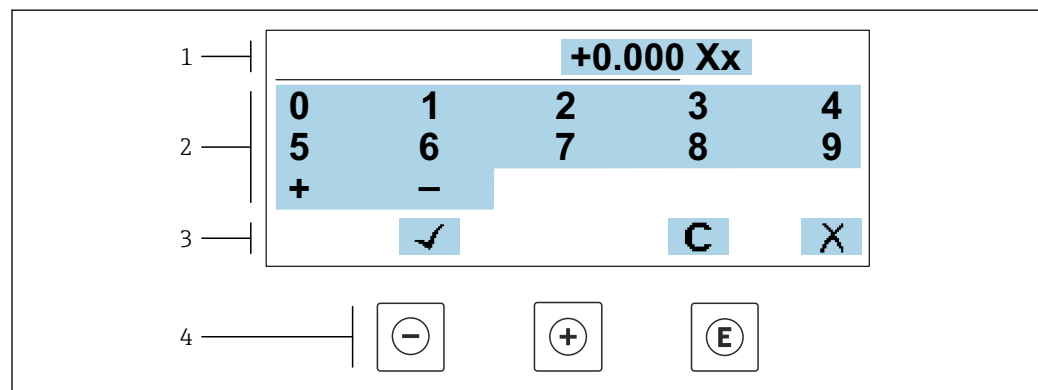 1 +0.000 Xx
0 1 2 3 4
2 5 6 7 8 9
+ −
3 ✓ C X
4 − + E